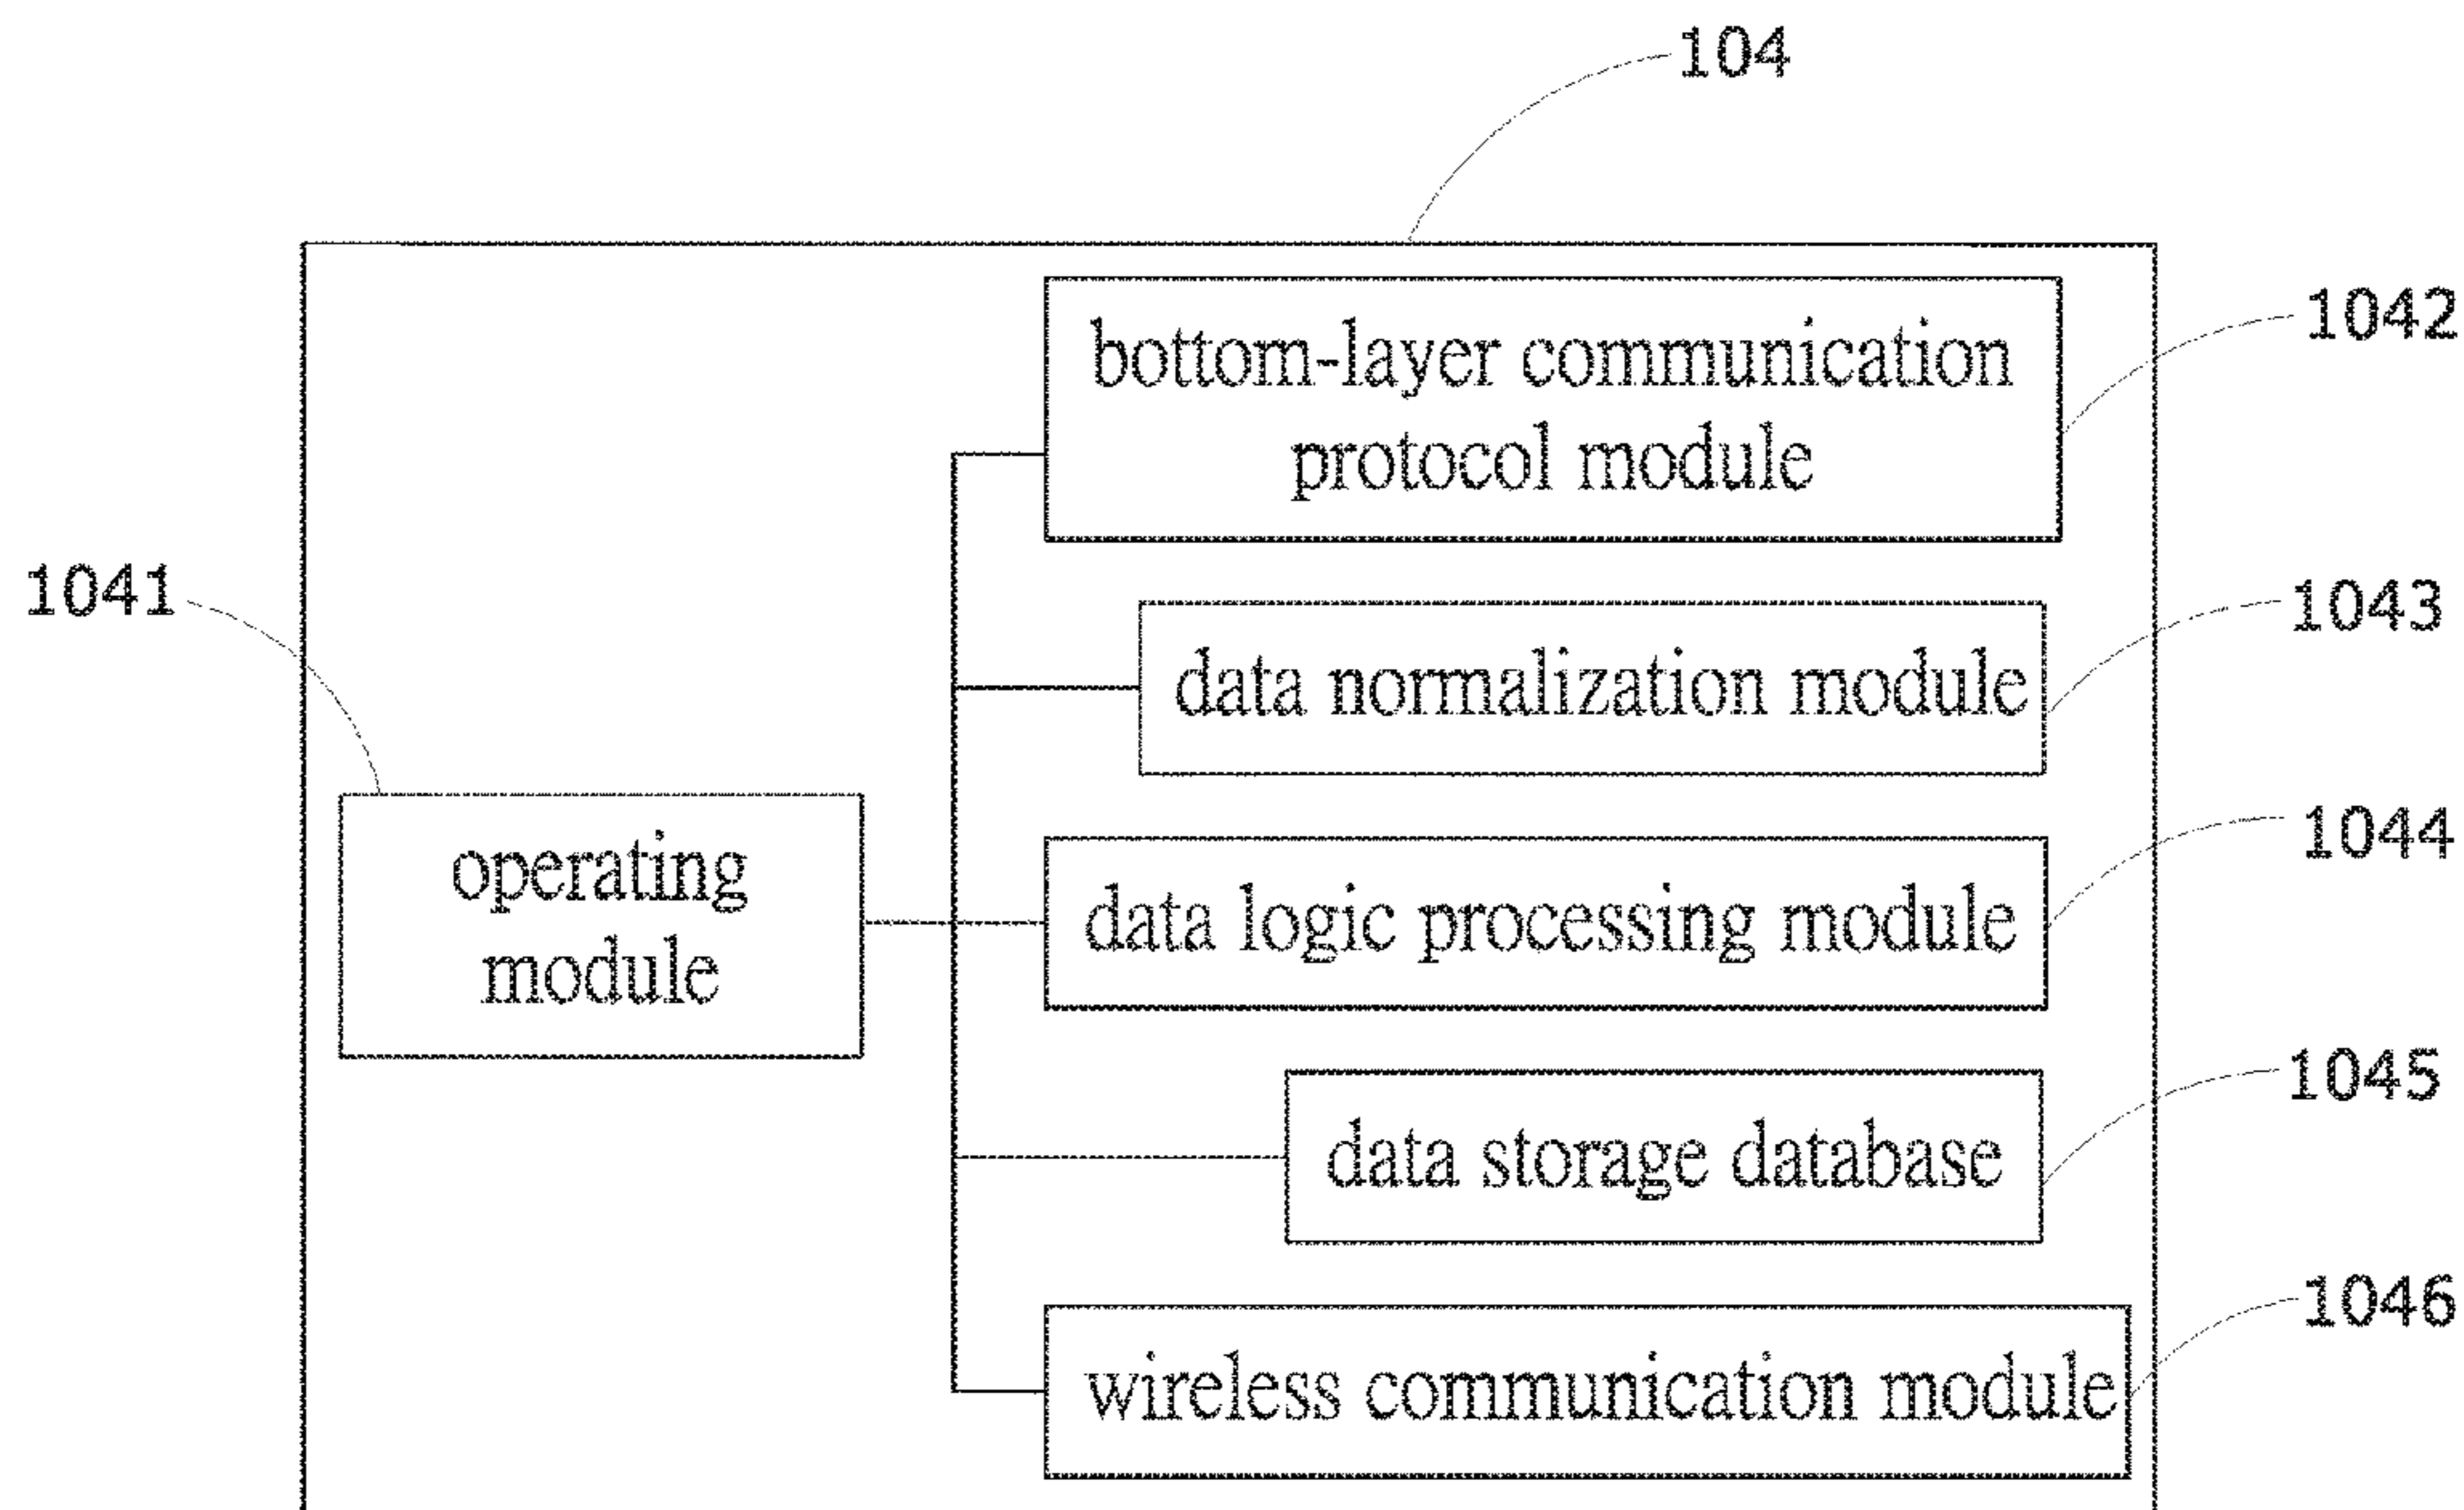 104
bottom-layer communication
protocol module
1042
1041
data normalization module
1043
operating
module
data logic processing module
1044
data storage database
1045
wireless communication module
1046